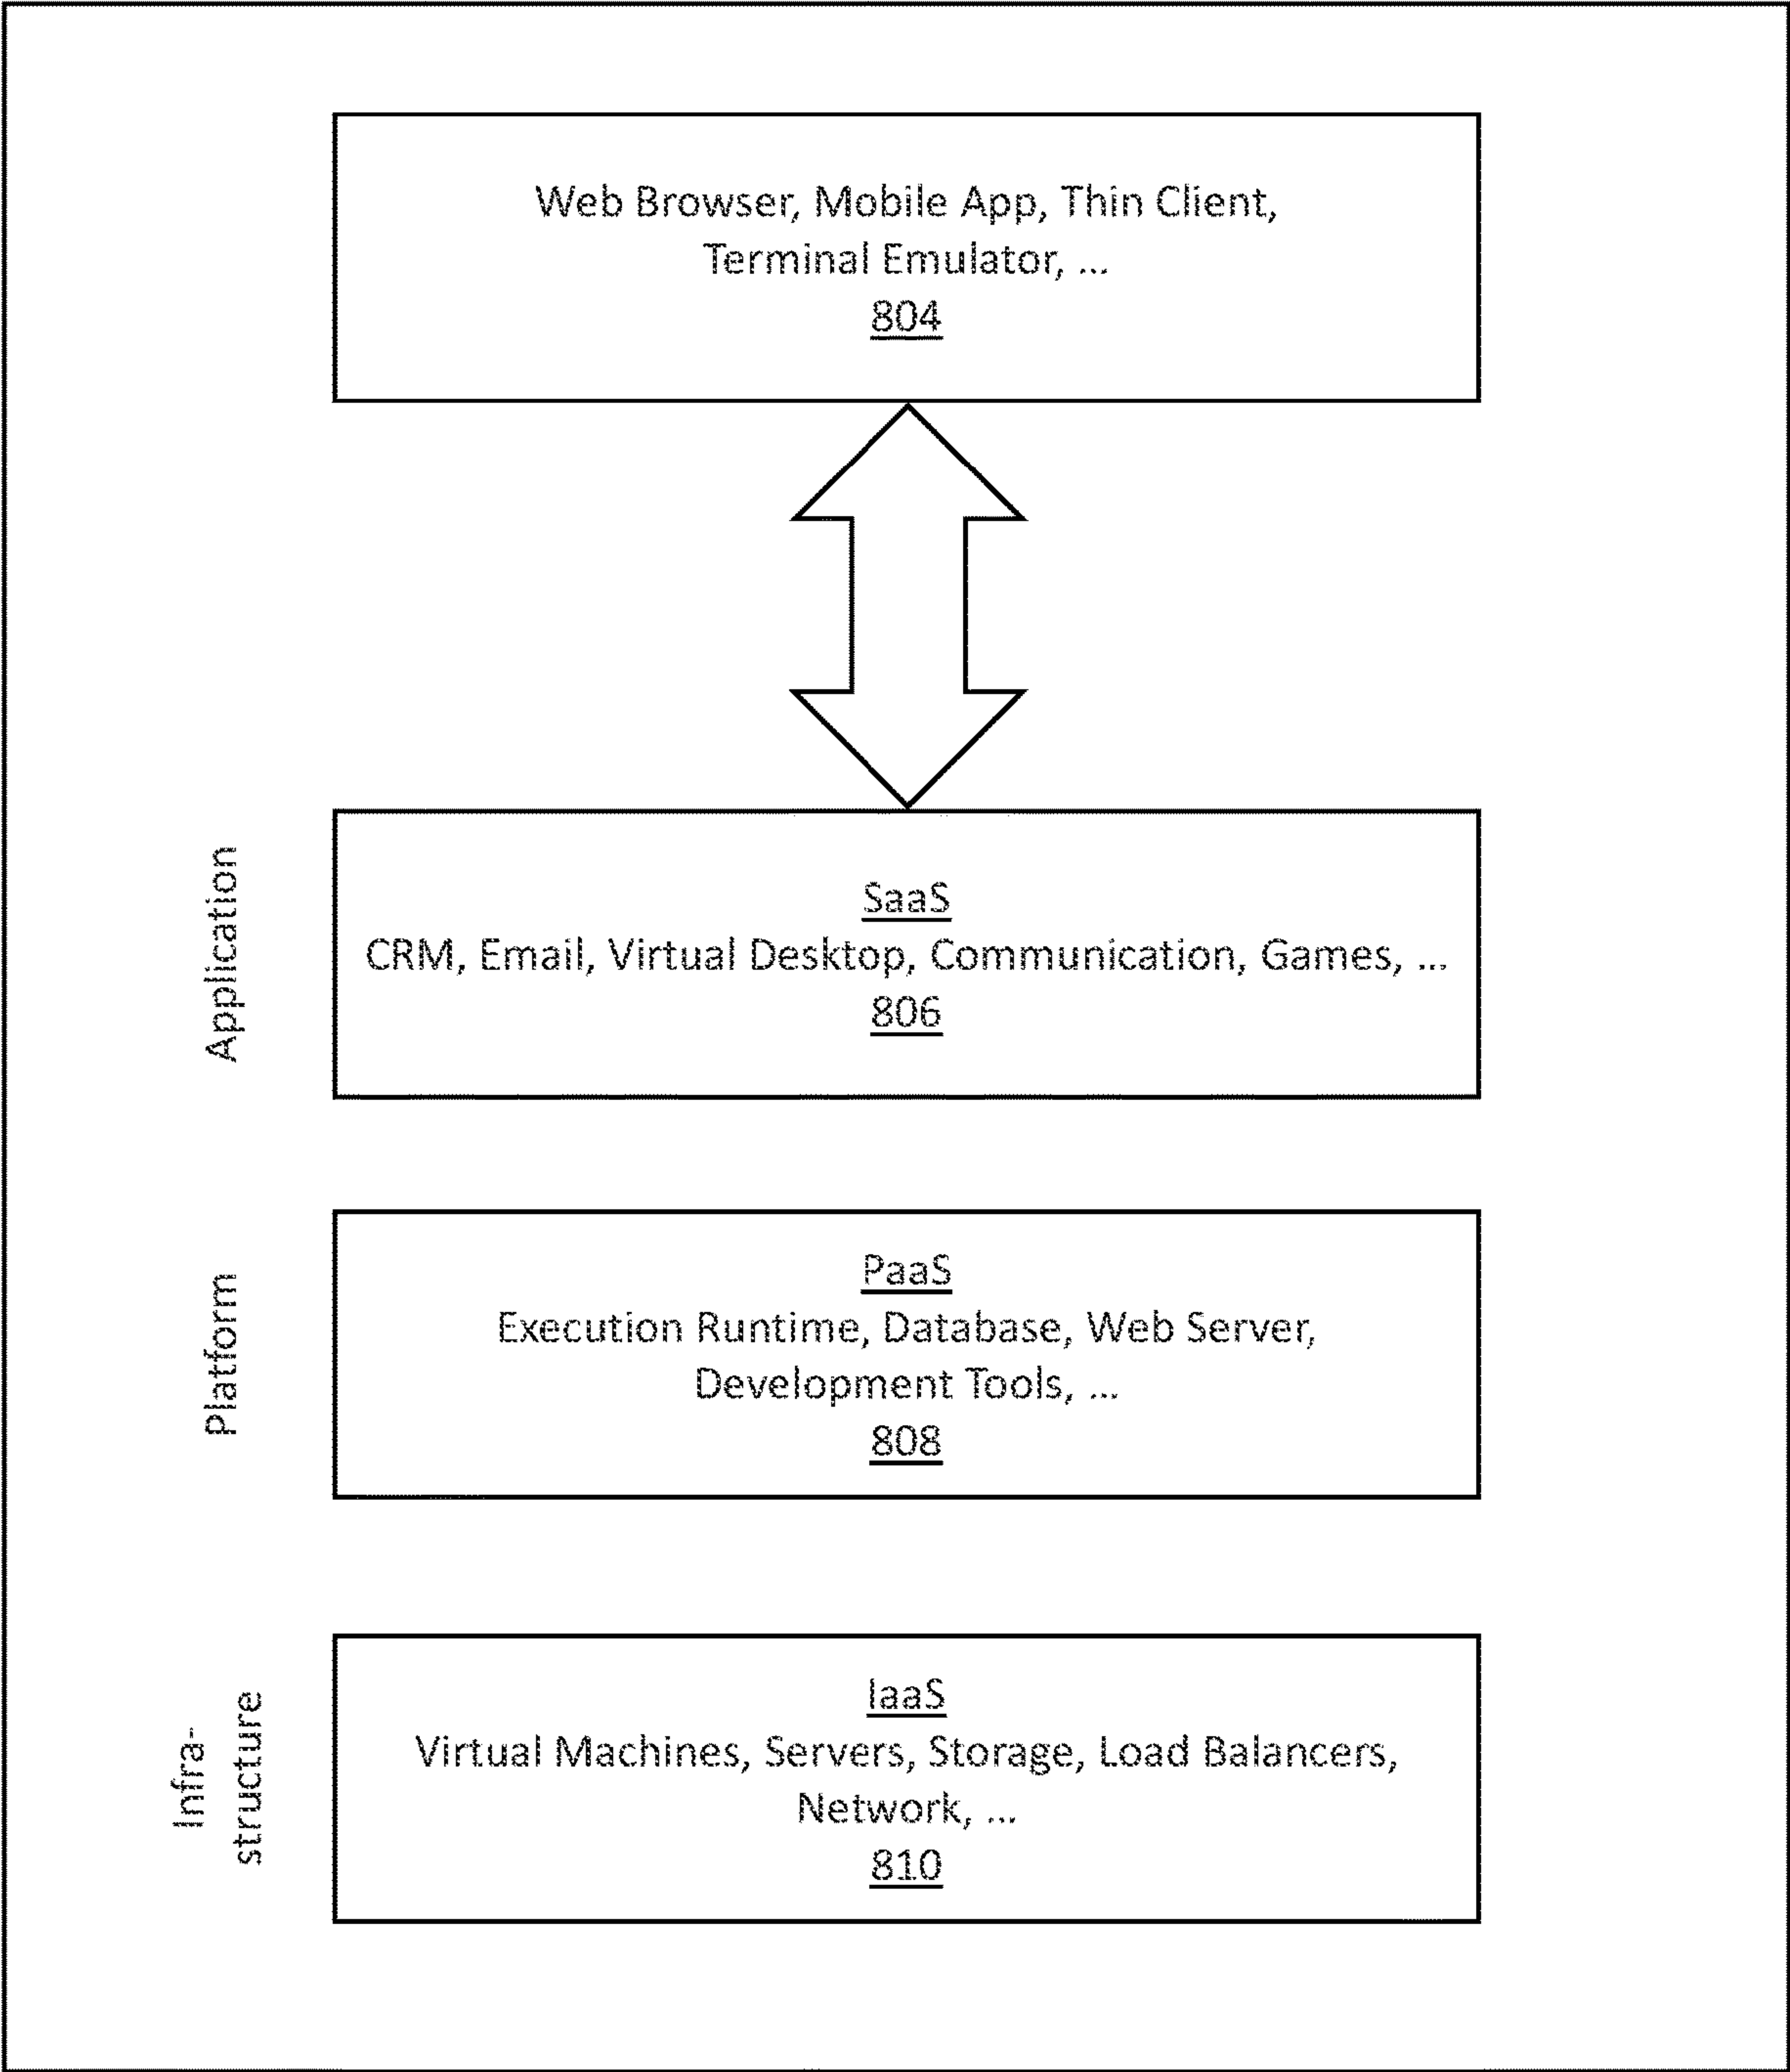 Web Browser, Mobile App, Thin Client,
Terminal Emulator, ...
804
Application
SaaS
CRM, Email, Virtual Desktop, Communication, Games, ...
806
Platform
PaaS
Execution Runtime, Database, Web Server,
Development Tools, ...
808
Infra-
structure
IaaS
Virtual Machines, Servers, Storage, Load Balancers,
Network, ...
810